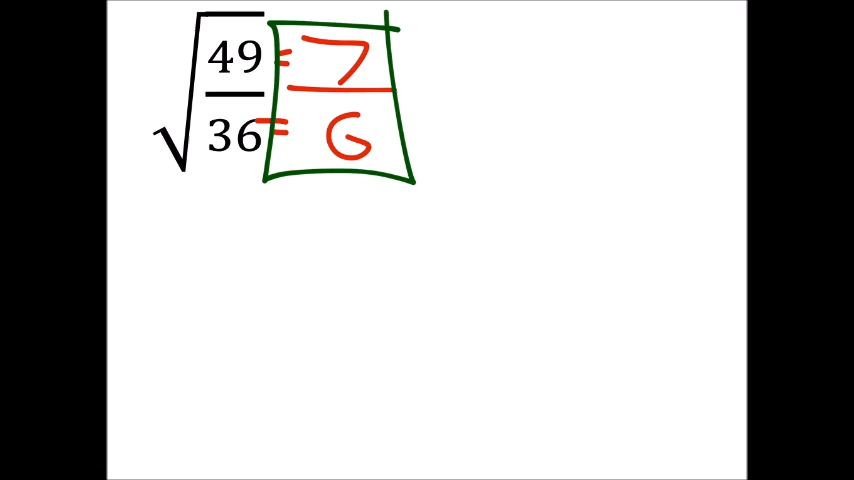 √49/36 = 7/6
=